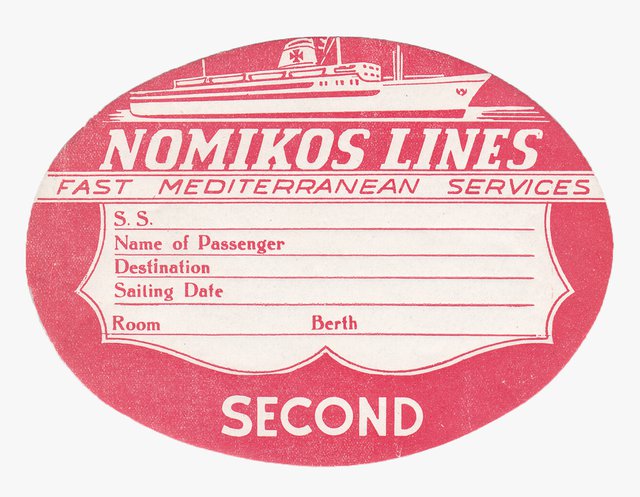 NOMIKOS LINES
FAST MEDITERRANEAN SERVICES
S. S.
Name of Passenger
Destination
Sailing Date
Room Berth
SECOND